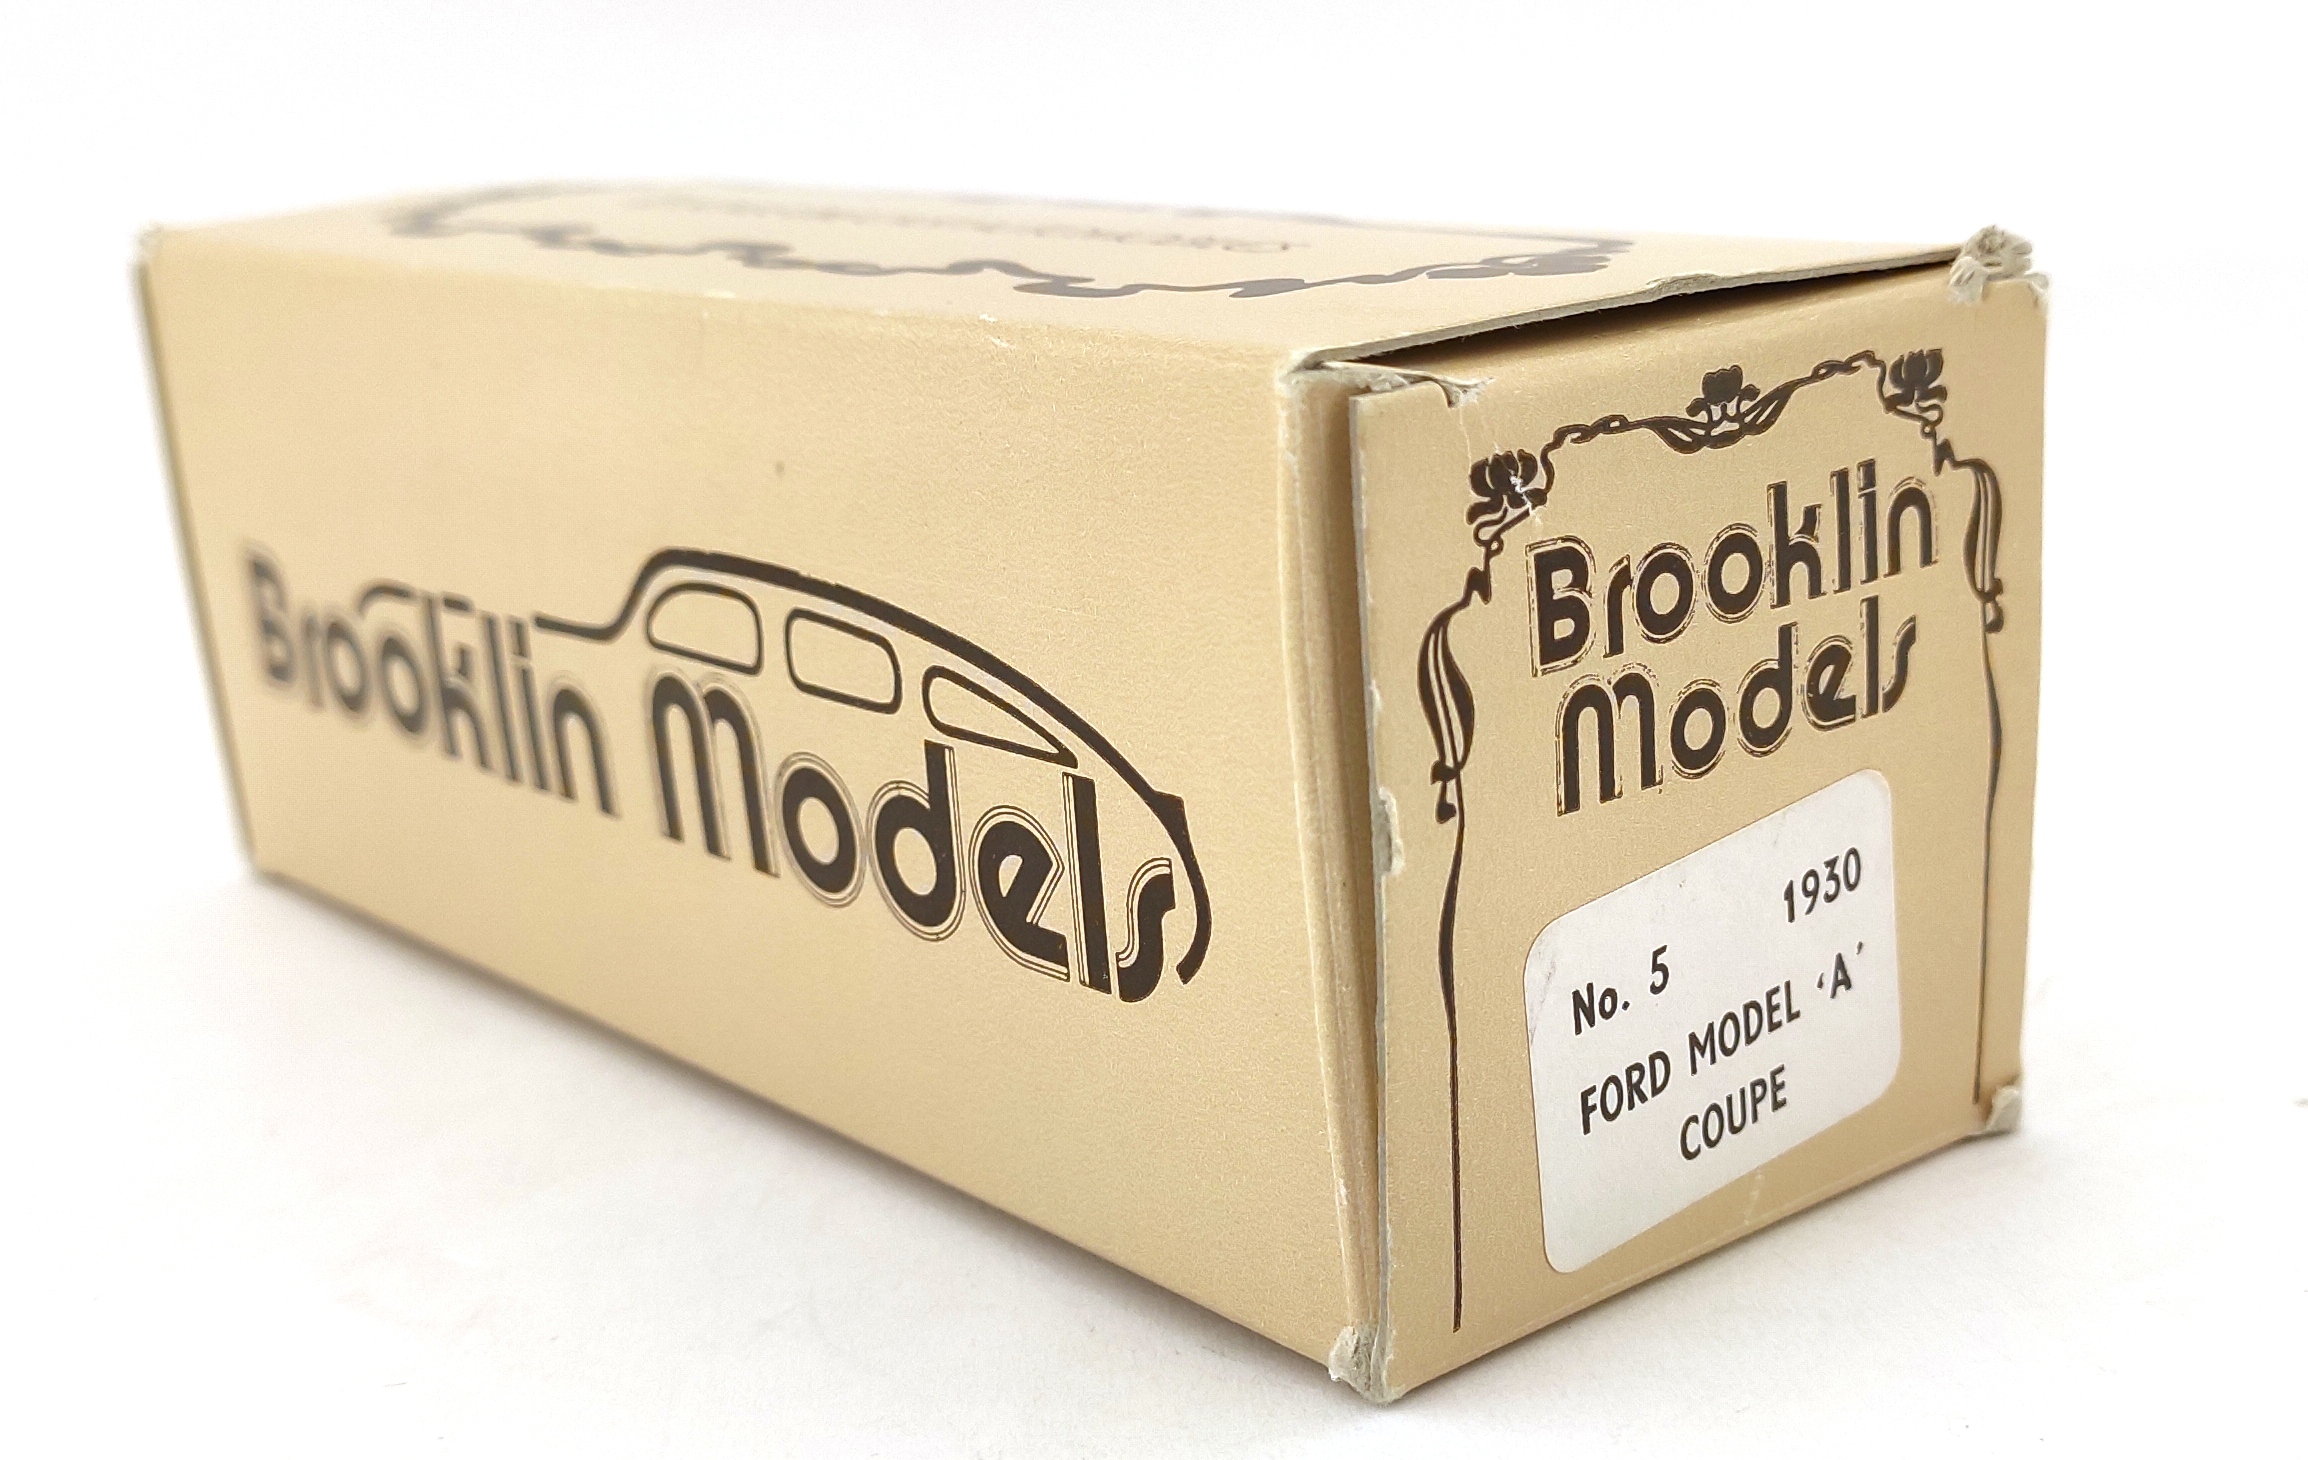 Brooklin Models
Brooklin
Models
No. 5 1930
FORD MODEL ‘A’
COUPE